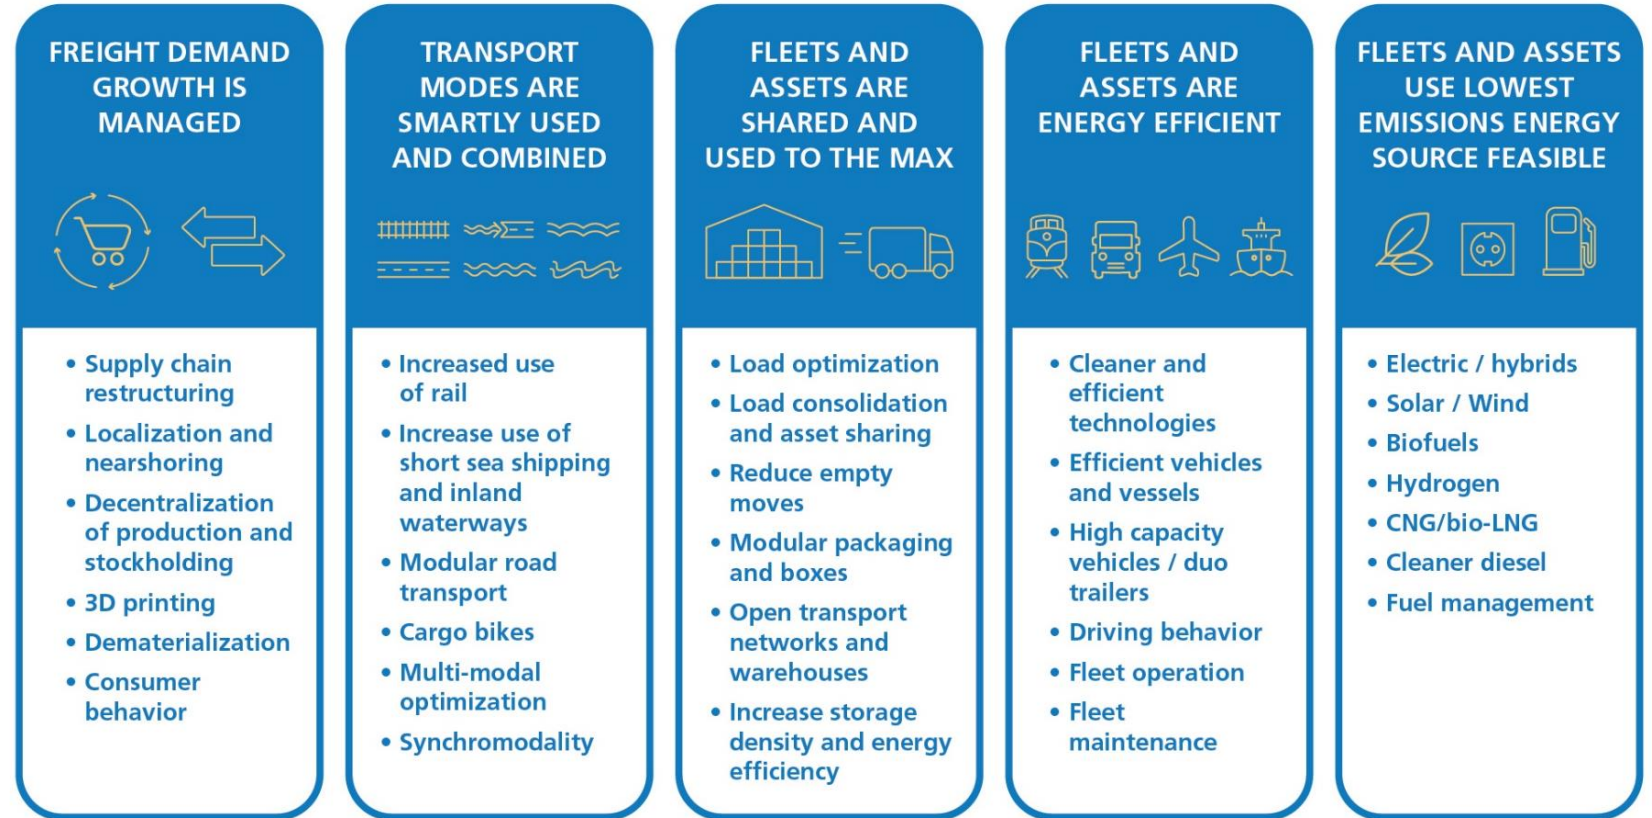 FREIGHT DEMAND
GROWTH IS
MANAGED
• Supply chain
restructuring
• Localization and
nearshoring
• Decentralization
of production and
stockholding
• 3D printing
• Dematerialization
• Consumer
behavior
TRANSPORT
MODES ARE
SMARTLY USED
AND COMBINED
• Increased use
of rail
• Increase use of
short sea shipping
and inland
waterways
• Modular road
transport
• Cargo bikes
• Multi-modal
optimization
• Synchromodality
FLEETS AND
ASSETS ARE
SHARED AND
USED TO THE MAX
• Load optimization
• Load consolidation
and asset sharing
• Reduce empty
moves
• Modular packaging
and boxes
• Open transport
networks and
warehouses
• Increase storage
density and energy
efficiency
FLEETS AND
ASSETS ARE
ENERGY EFFICIENT
• Cleaner and
efficient
technologies
• Efficient vehicles
and vessels
• High capacity
vehicles / duo
trailers
• Driving behavior
• Fleet operation
• Fleet
maintenance
FLEETS AND ASSETS
USE LOWEST
EMISSIONS ENERGY
SOURCE FEASIBLE
• Electric / hybrids
• Solar / Wind
• Biofuels
• Hydrogen
• CNG/bio-LNG
• Cleaner diesel
• Fuel management